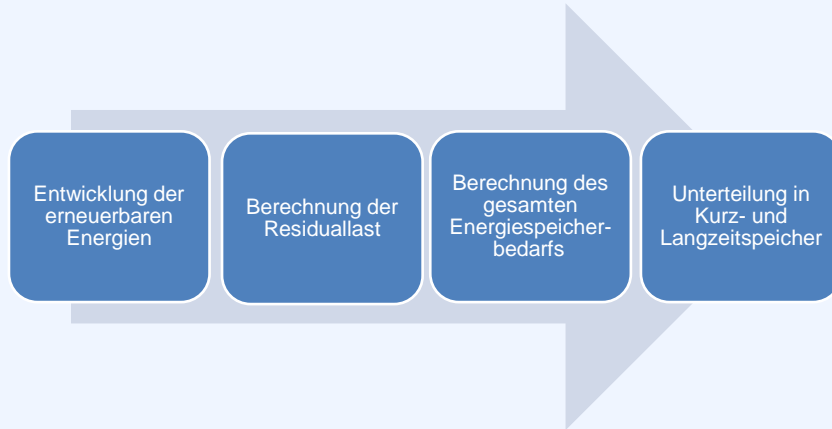 Entwicklung der
erneuerbaren
Energien
Berechnung der
Residuallast
Berechnung des
gesamten
Energiespeicher-
bedarfs
Unterteilung in
Kurz- und
Langzeitspeicher